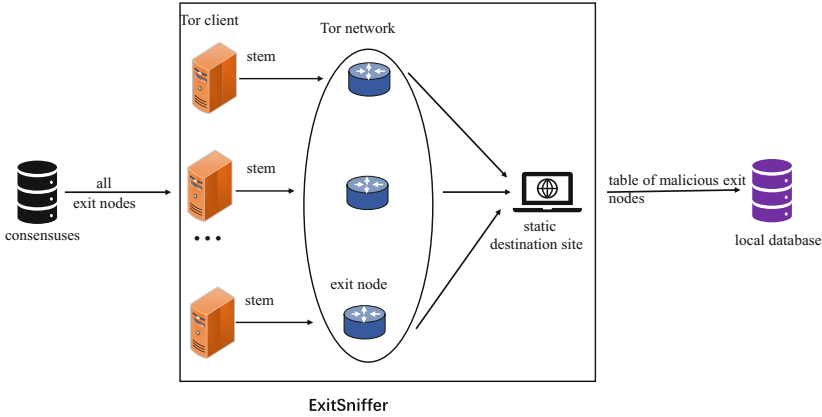 Tor client
Tor network
stem
stem
all
exit nodes
consensuses
table of malicious exit
nodes
static
destination site
local database
• • •
exit node
stem
ExitSniffer